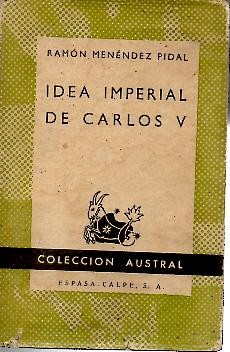 RAMÓN MENÉNDEZ PIDAL
IDEA IMPERIAL
DE CARLOS V
COLECCION AUSTRAL
ESPASA-CALPE, S. A.